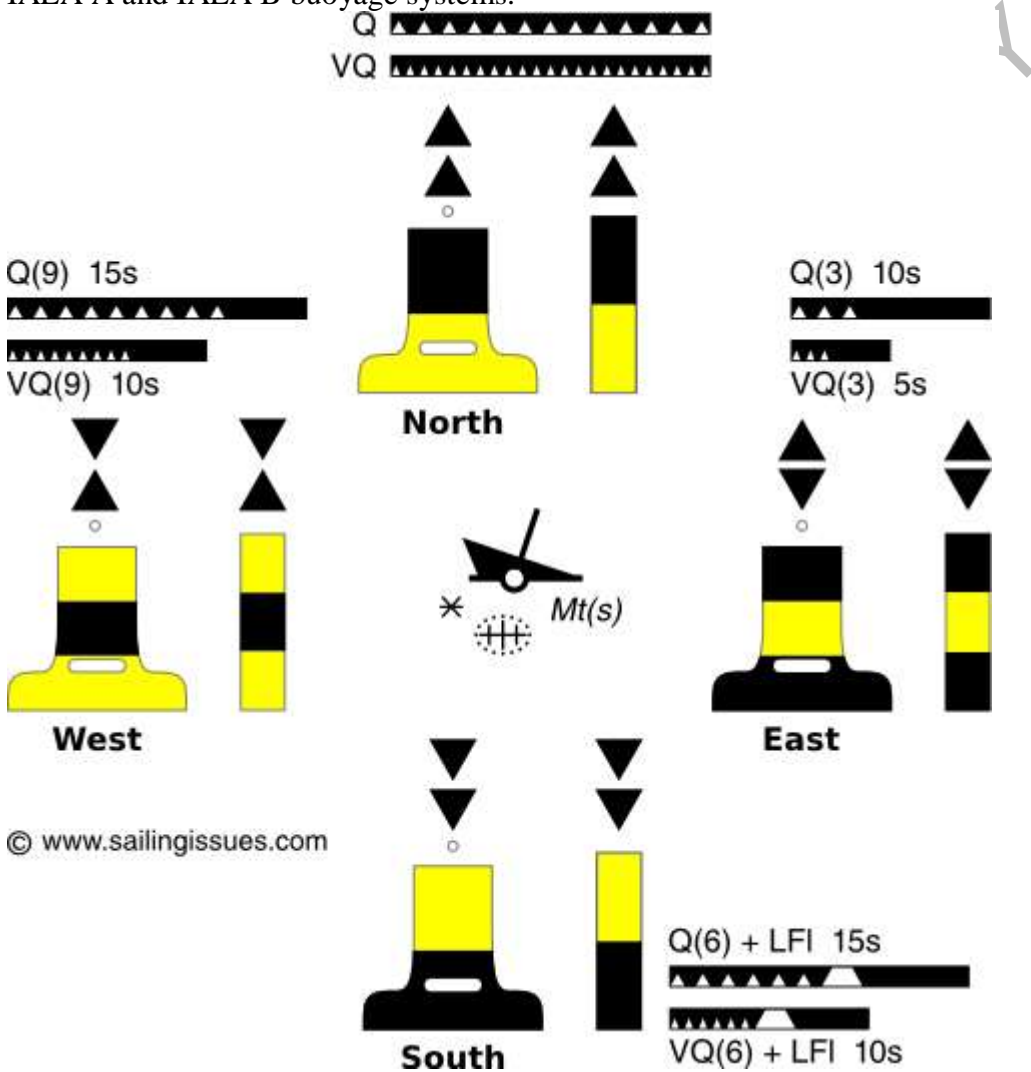 IALA A and IALA B buoyage systems.
Q
VQ
Q(9) 15s
VQ(9) 10s
North
Q(3) 10s
VQ(3) 5s
Mt(s)
West
East
© www.sailingissues.com
Q(6) + LFl 15s
VQ(6) + LFl 10s
South